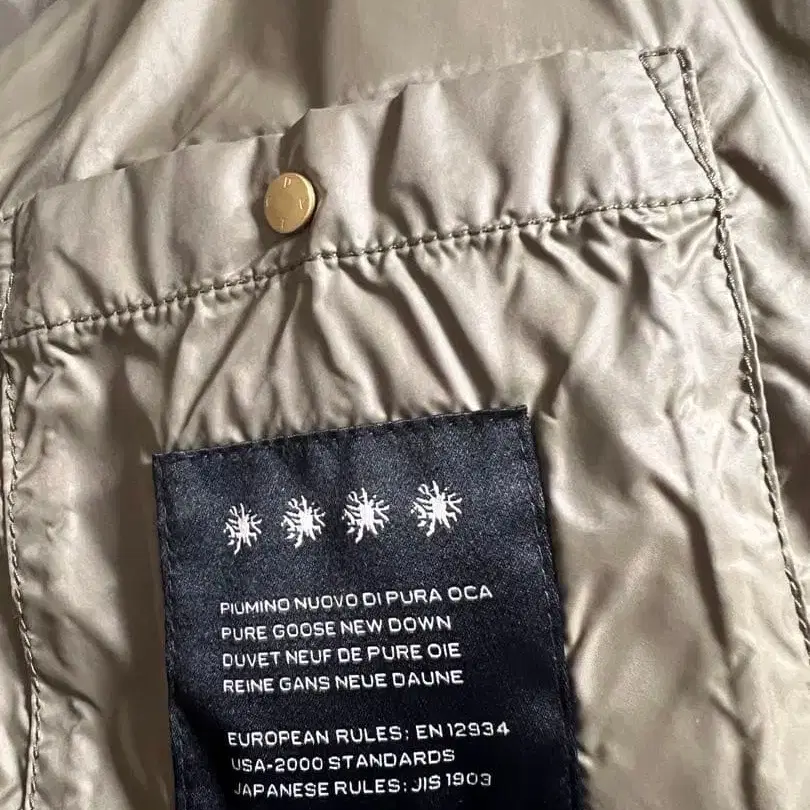 PIUMINO NUOVO DI PURA OCA
PURE GOOSE NEW DOWN
DUVET NEUF DE PURE OIE
REINE GANS NEUE DAUNE
EUROPEAN RULES: EN 12934
USA-2000 STANDARDS
JAPANESE RULES: JIS 1903